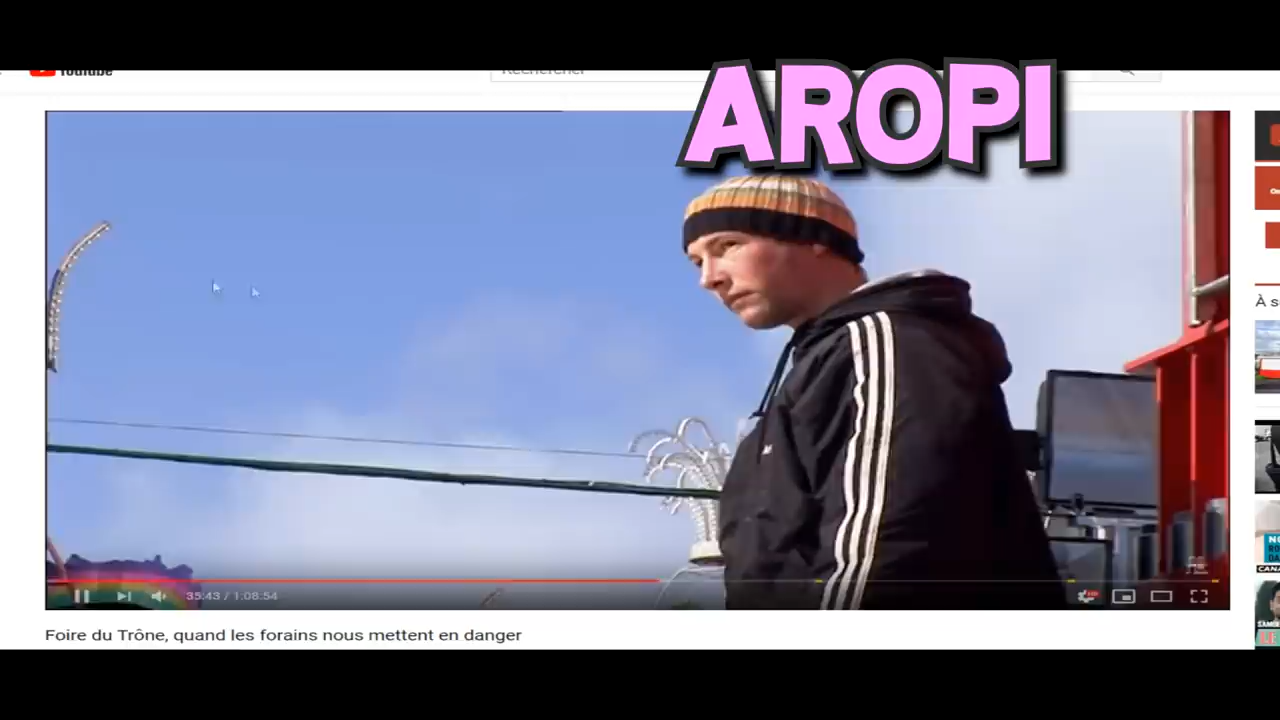 YouTube
Rechercher
AROPI
À s
35:43 / 1:08:54
Foire du Trône, quand les forains nous mettent en danger